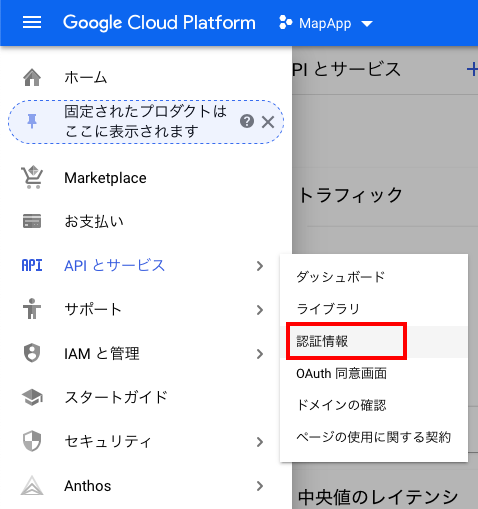 Google Cloud Platform
MapApp
ホーム
固定されたプロダクトは
ここに表示されます
Marketplace
お支払い
API
API とサービス
サポート
IAM と管理
スタートガイド
セキュリティ
Anthos
API とサービス
トラフィック
ダッシュボード
ライブラリ
認証情報
OAuth 同意画面
ドメインの確認
ページの使用に関する契約
中央値のレイテンシ